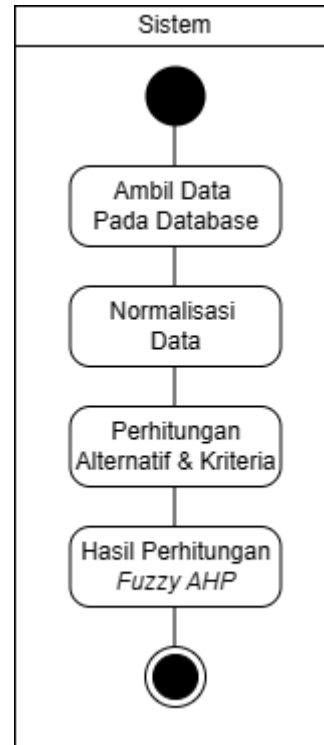 Sistem
Ambil Data
Pada Database
Normalisasi
Data
Perhitungan
Alternatif & Kriteria
Hasil Perhitungan
Fuzzy AHP